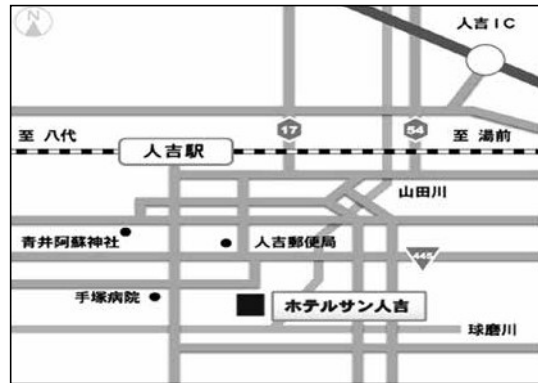 N
人吉IC
17
54
至 八代
人吉駅
至 湯前
山田川
青井阿蘇神社
人吉郵便局
445
手塚病院
ホテルサン人吉
球磨川